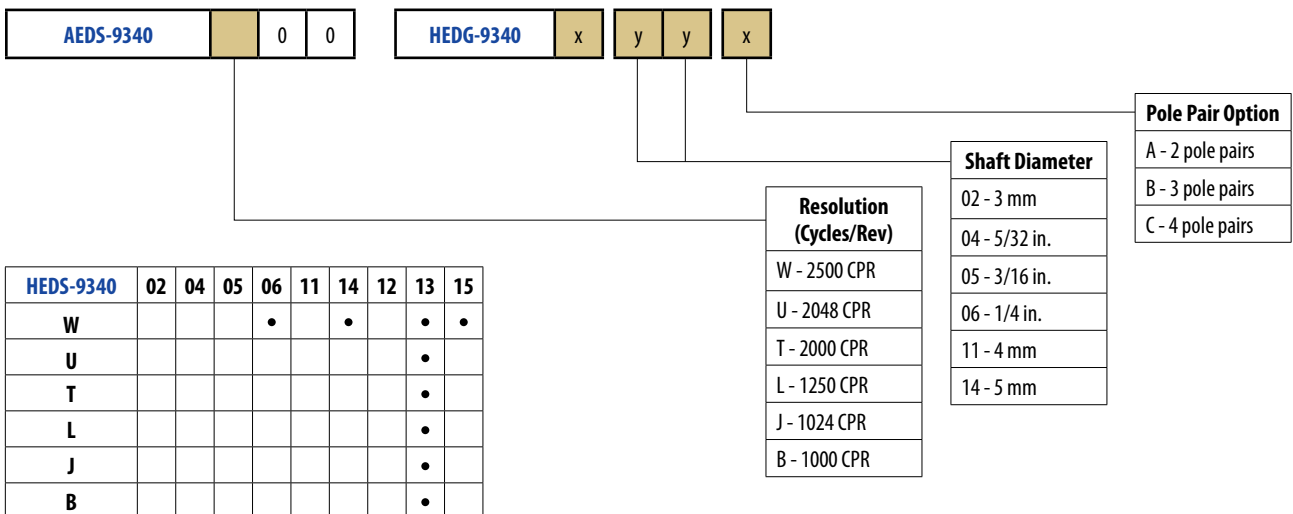 AEDS-9340 0 0 HEDG-9340 x y y x
Pole Pair Option
A - 2 pole pairs
B - 3 pole pairs
C - 4 pole pairs
Shaft Diameter
02 - 3 mm
04 - 5/32 in.
05 - 3/16 in.
06 - 1/4 in.
11 - 4 mm
14 - 5 mm
Resolution
(Cycles/Rev)
W - 2500 CPR
U - 2048 CPR
T - 2000 CPR
L - 1250 CPR
J - 1024 CPR
B - 1000 CPR
HEDS-9340 02 04 05 06 11 14 12 13 15
W • • • •
U •
T •
L •
J •
B •